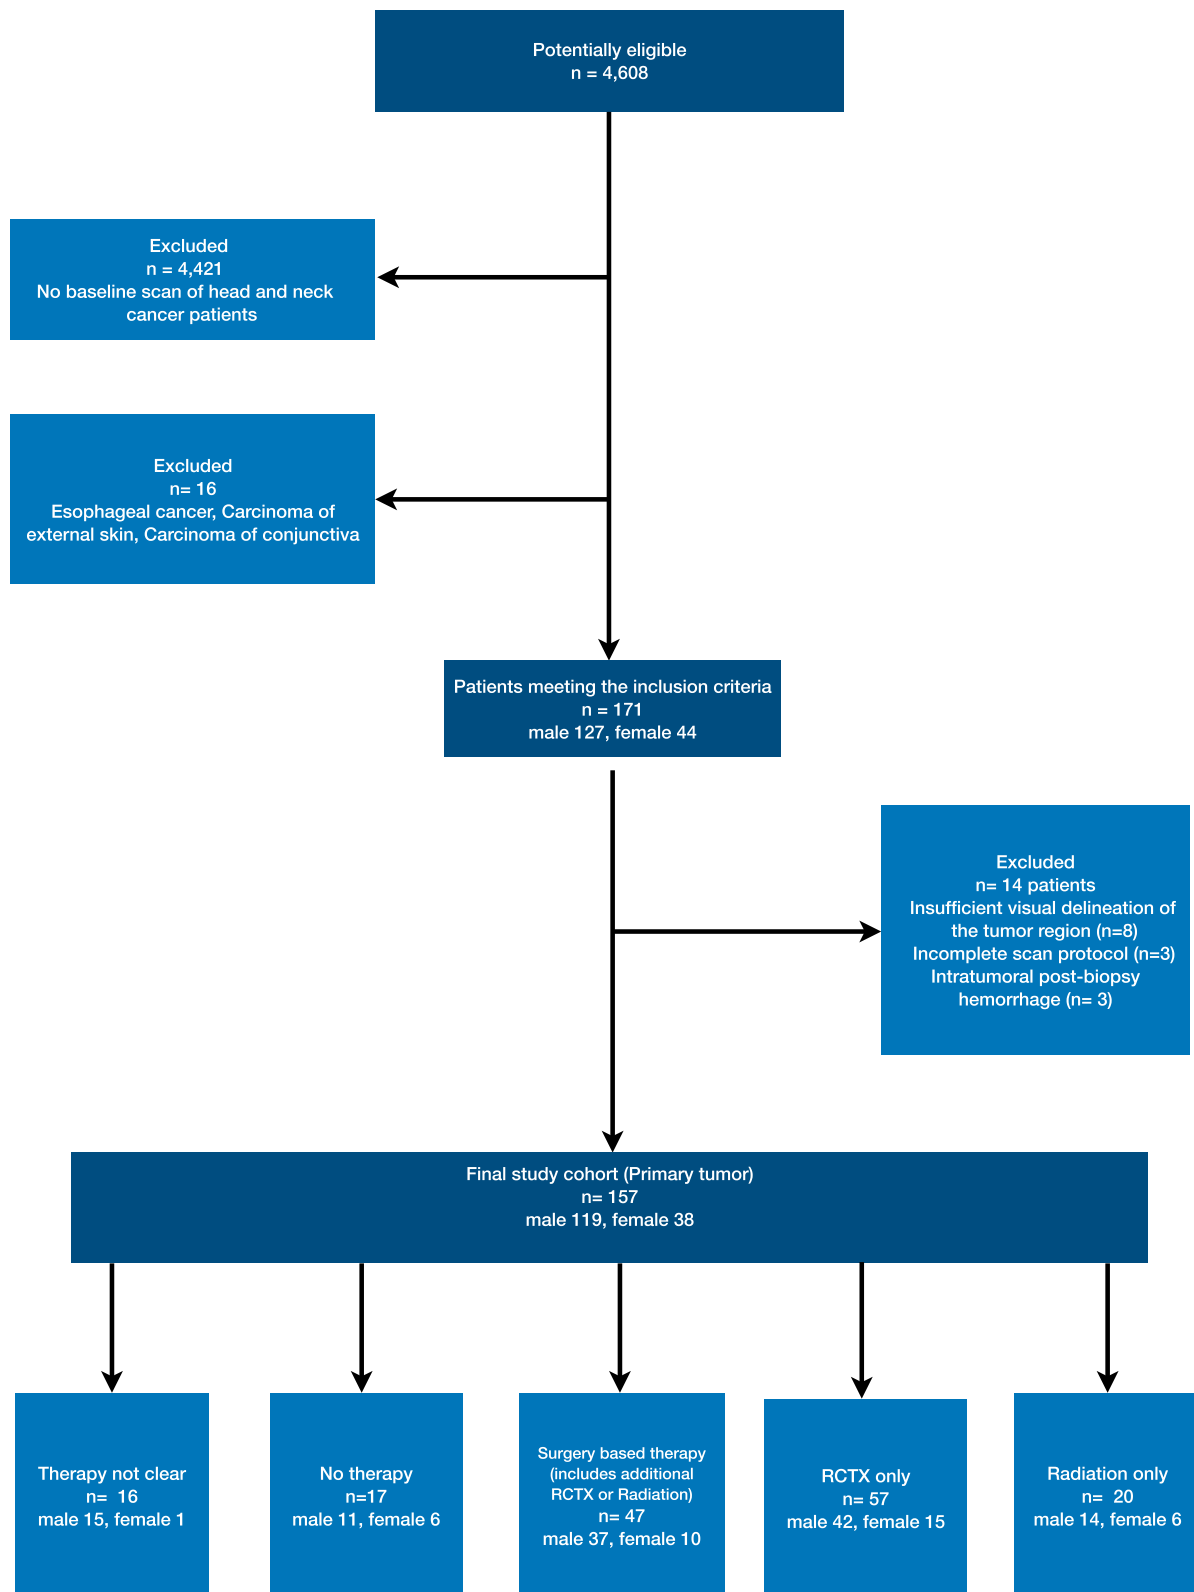 Potentially eligible
n = 4,608
Excluded
n = 4,421
No baseline scan of head and neck
cancer patients
Excluded
n= 16
Esophageal cancer, Carcinoma of
external skin, Carcinoma of conjunctiva
Patients meeting the inclusion criteria
n = 171
male 127, female 44
Excluded
n= 14 patients
Insufficient visual delineation of
the tumor region (n=8)
Incomplete scan protocol (n=3)
Intratumoral post-biopsy
hemorrhage (n= 3)
Final study cohort (Primary tumor)
n= 157
male 119, female 38
Therapy not clear
n= 16
male 15, female 1
No therapy
n=17
male 11, female 6
Surgery based therapy
(includes additional
RCTX or Radiation)
n= 47
male 37, female 10
RCTX only
n= 57
male 42, female 15
Radiation only
n= 20
male 14, female 6